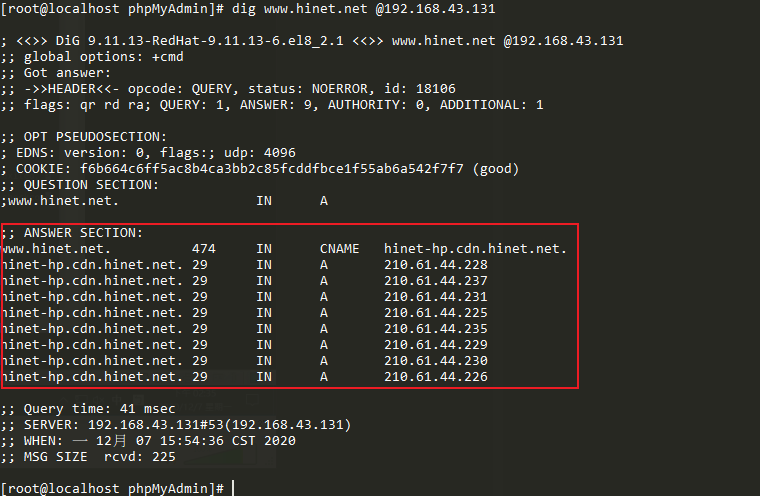 [root@localhost phpMyAdmin]# dig www.hinet.net @192.168.43.131
; <<>> DiG 9.11.13-RedHat-9.11.13-6.el8_2.1 <<>> www.hinet.net @192.168.43.131
;; global options: +cmd
;; Got answer:
;; ->>HEADER<<- opcode: QUERY, status: NOERROR, id: 18106
;; flags: qr rd ra; QUERY: 1, ANSWER: 9, AUTHORITY: 0, ADDITIONAL: 1
;; OPT PSEUDOSECTION:
; EDNS: version: 0, flags:; udp: 4096
; COOKIE: f6b664c6ff5ac8b4ca3bb2c85fcddfbce1f55ab6a542f7f7 (good)
;; QUESTION SECTION:
;www.hinet.net. IN A
;; ANSWER SECTION:
www.hinet.net. 474 IN CNAME hinet-hp.cdn.hinet.net.
hinet-hp.cdn.hinet.net. 29 IN A 210.61.44.228
hinet-hp.cdn.hinet.net. 29 IN A 210.61.44.237
hinet-hp.cdn.hinet.net. 29 IN A 210.61.44.231
hinet-hp.cdn.hinet.net. 29 IN A 210.61.44.225
hinet-hp.cdn.hinet.net. 29 IN A 210.61.44.235
hinet-hp.cdn.hinet.net. 29 IN A 210.61.44.229
hinet-hp.cdn.hinet.net. 29 IN A 210.61.44.230
hinet-hp.cdn.hinet.net. 29 IN A 210.61.44.226
;; Query time: 41 msec
;; SERVER: 192.168.43.131#53(192.168.43.131)
;; WHEN: 一 12月 07 15:54:36 CST 2020
;; MSG SIZE  rcvd: 225
[root@localhost phpMyAdmin]#